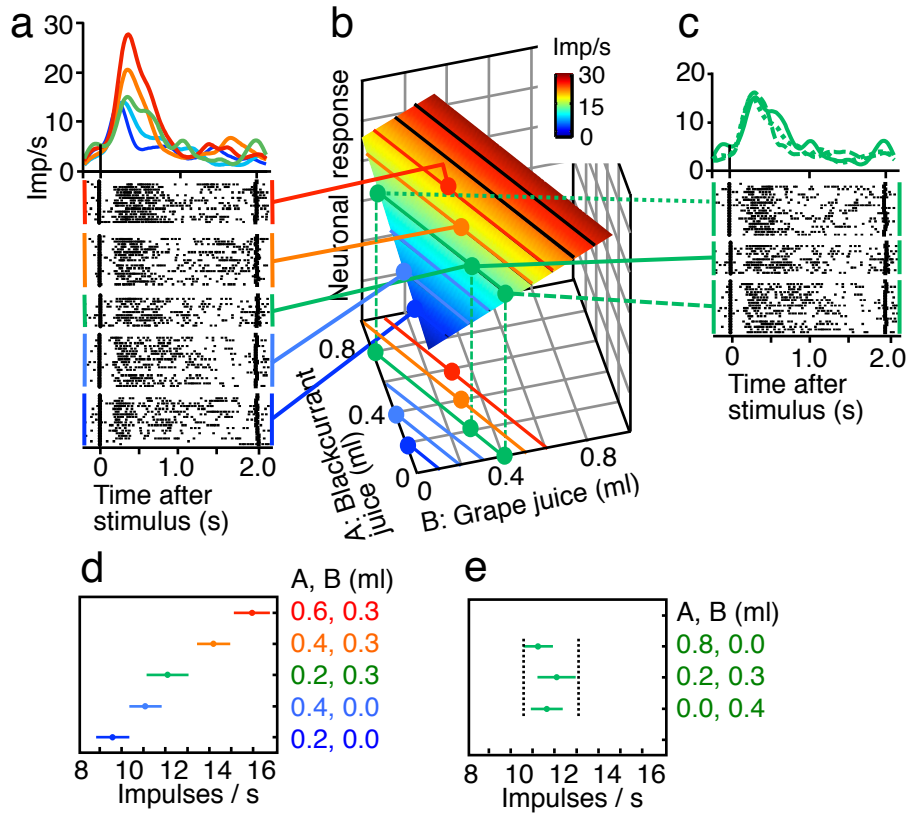 a
30
20
10
0
Imp/s
0
1.0
2.0
Time after
stimulus (s)
b
Imp/s
30
15
0
Neuronal response
0.8
0.4
0
A: Blackcurrant
juice (ml)
0
0.4
0.8
B: Grape juice (ml)
c
20
10
0
0
1.0
2.0
Time after
stimulus (s)
d
A, B (ml)
0.6, 0.3
0.4, 0.3
0.2, 0.3
0.4, 0.0
0.2, 0.0
8 10 12 14 16
Impulses / s
e
A, B (ml)
0.8, 0.0
0.2, 0.3
0.0, 0.4
8 10 12 14 16
Impulses / s